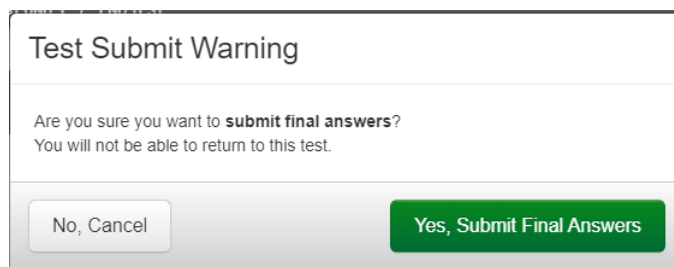 Test Submit Warning
Are you sure you want to submit final answers?
You will not be able to return to this test.
No, Cancel
Yes, Submit Final Answers